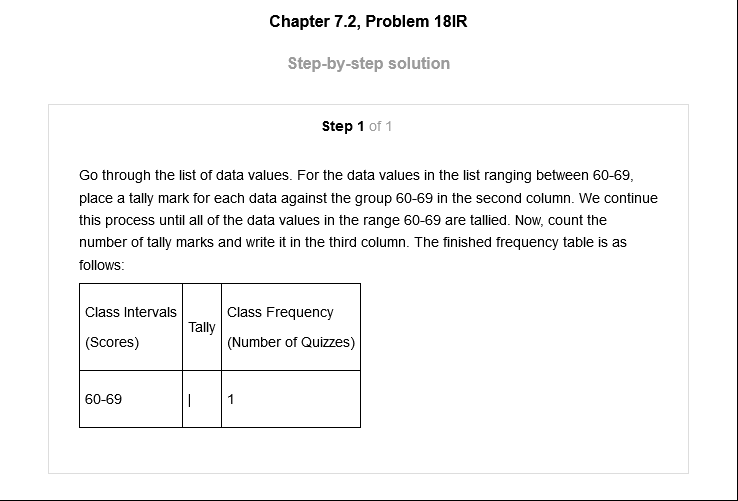 Chapter 7.2, Problem 18IR
Step-by-step solution
Step 1 of 1
Go through the list of data values. For the data values in the list ranging between 60-69,
place a tally mark for each data against the group 60-69 in the second column. We continue
this process until all of the data values in the range 60-69 are tallied. Now, count the
number of tally marks and write it in the third column. The finished frequency table is as
follows:
Class Intervals
(Scores)
Tally
Class Frequency
(Number of Quizzes)
60-69
|
1